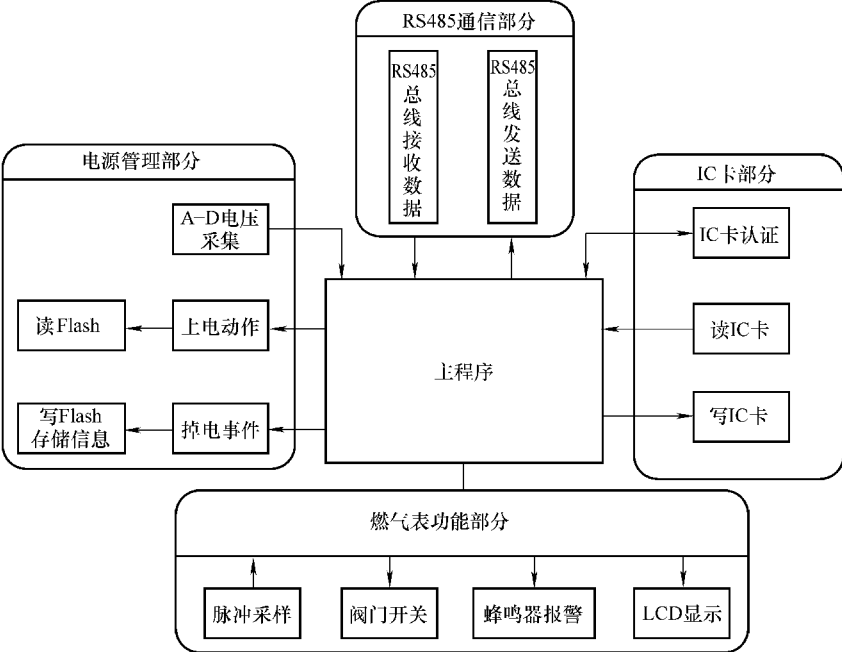 RS485通信部分
RS485
总
线
接
收
数
据
RS485
总
线
发
送
数
据
电源管理部分
A-D电压
采集
读Flash
上电动作
写Flash
存储信息
掉电事件
主程序
IC卡部分
IC卡认证
读IC卡
写IC卡
燃气表功能部分
脉冲采样
阀门开关
蜂鸣器报警
LCD显示